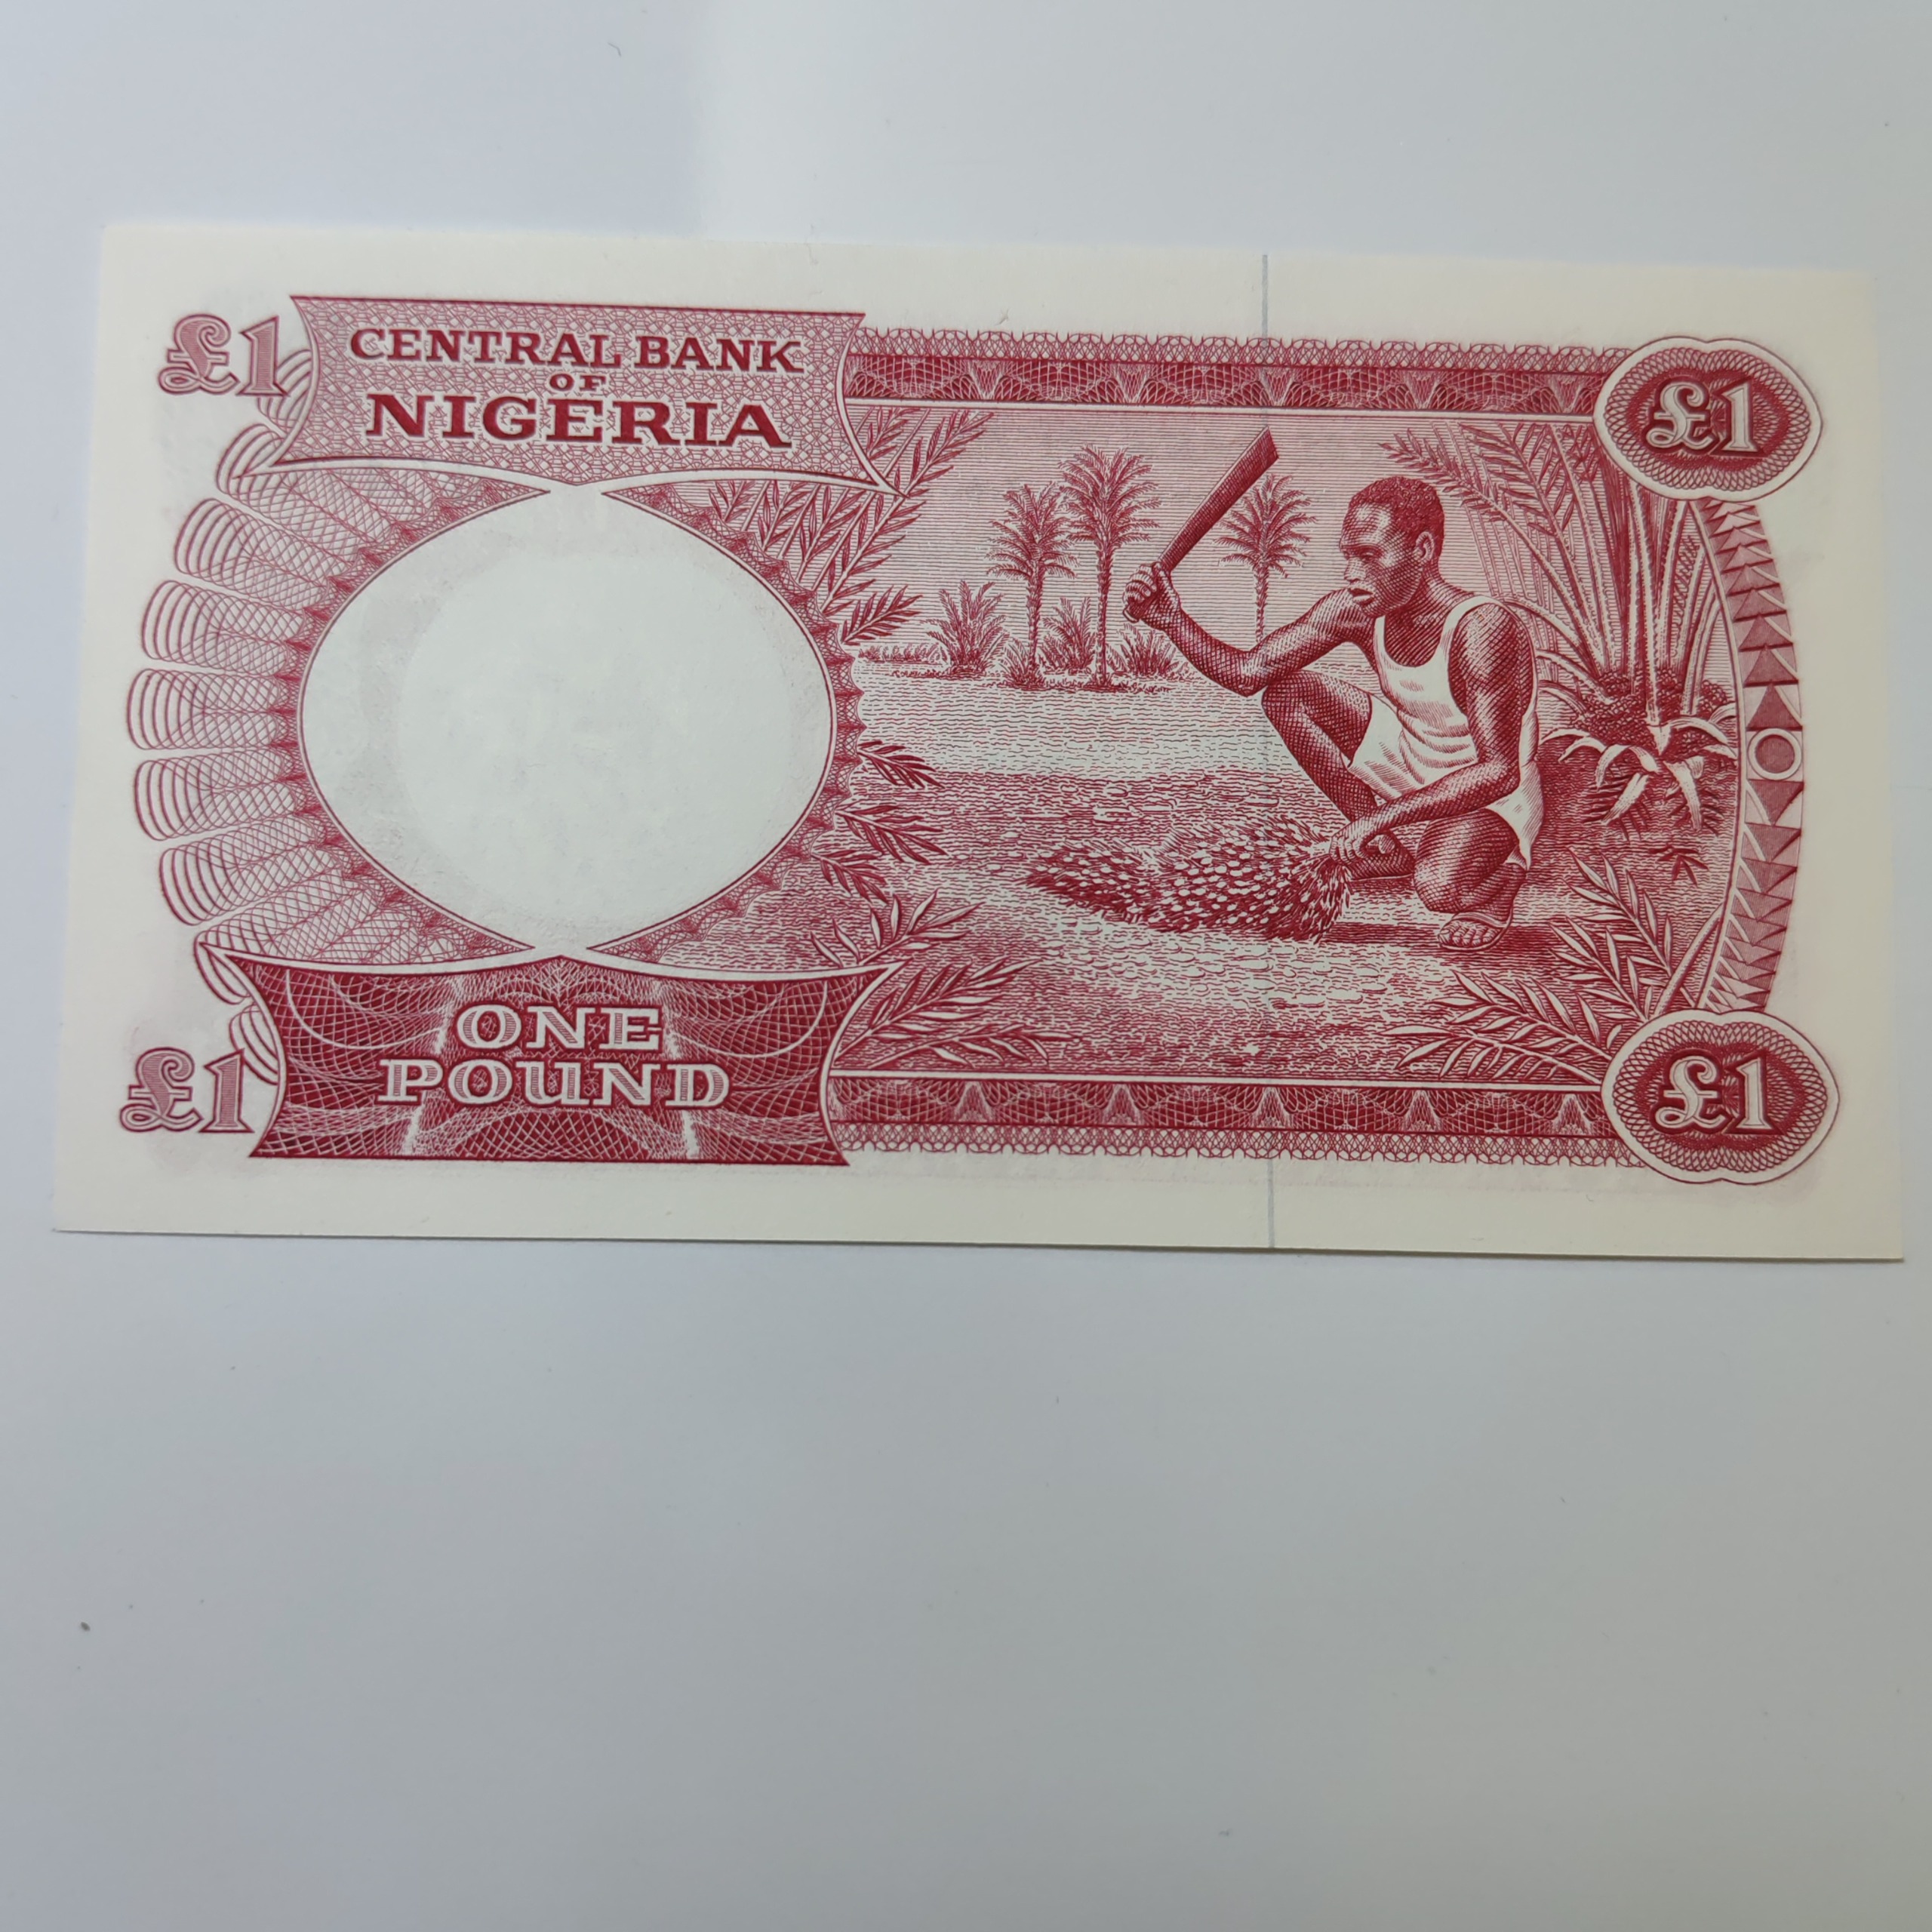 £1
CENTRAL BANK
OF
NIGERIA
£1
ONE
POUND
£1
£1